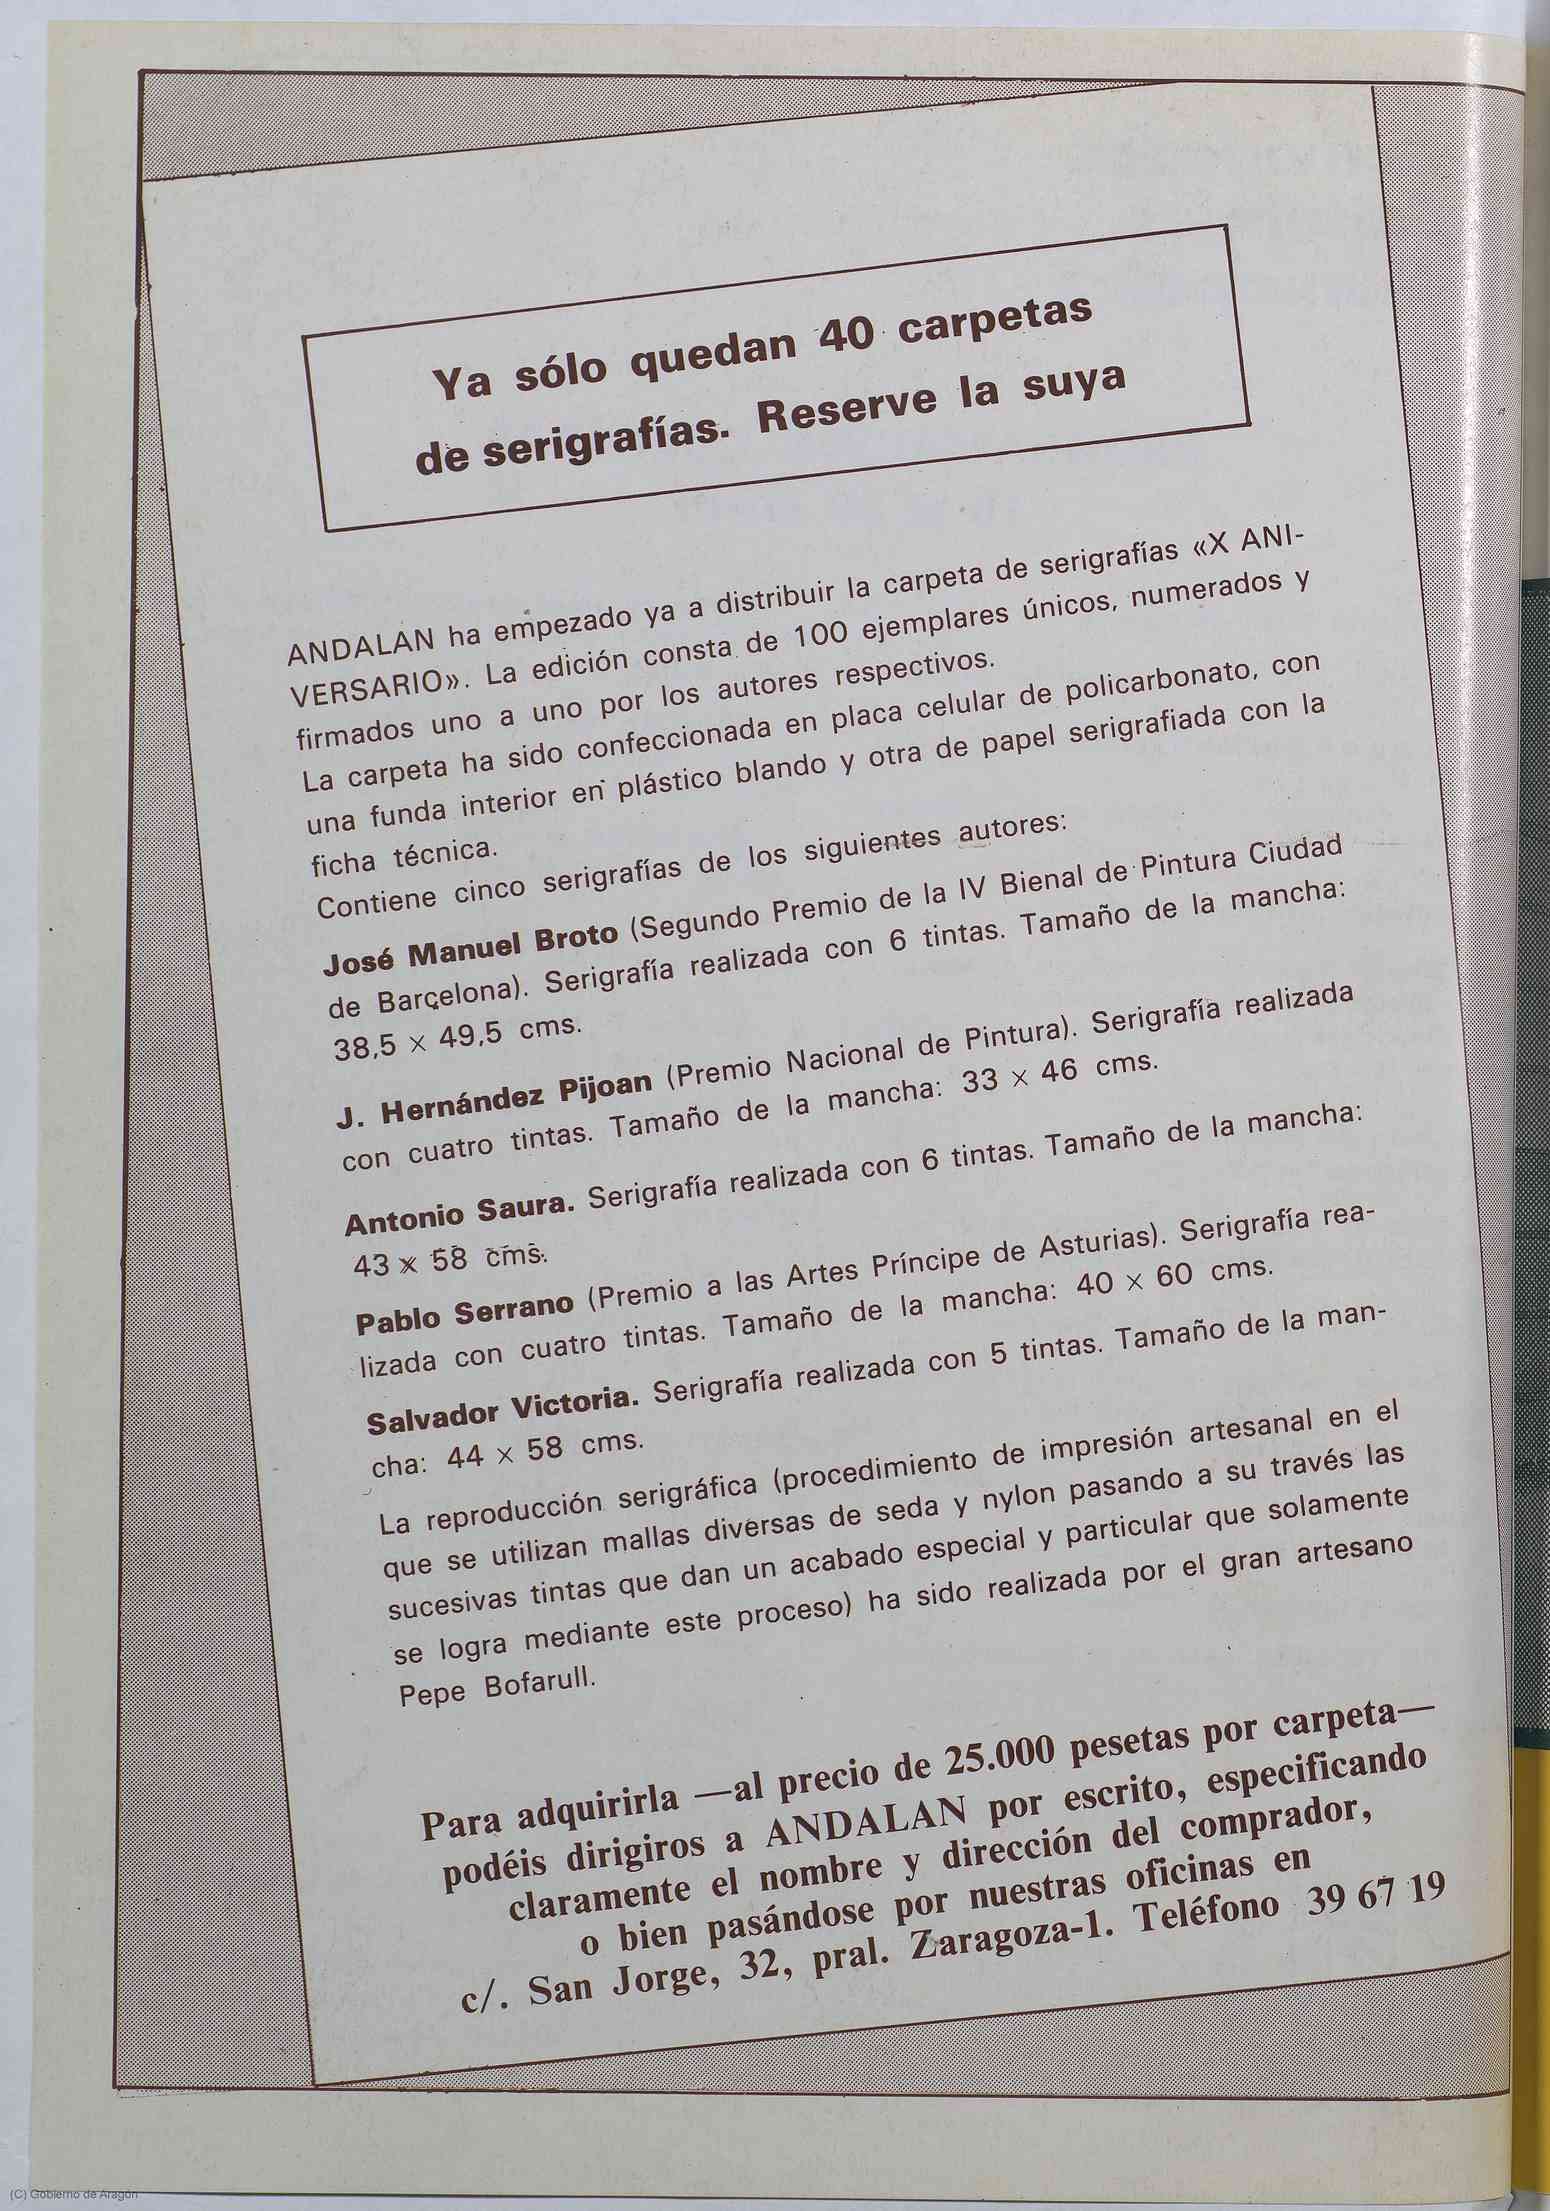 Ya sólo quedan 40 carpetas
de serigrafías. Reserve la suya
ANDALAN ha empezado ya a distribuir la carpeta de serigrafías «X ANI-
VERSARIO». La edición consta de 100 ejemplares únicos, numerados y
firmados uno a uno por los autores respectivos.
La carpeta ha sido confeccionada en placa celular de policarbonato, con
una funda interior en plástico blando y otra de papel serigrafiada con la
ficha técnica.
Contiene cinco serigrafías de los siguientes autores:
José Manuel Broto (Segundo Premio de la IV Bienal de Pintura Ciudad
de Barcelona). Serigrafía realizada con 6 tintas. Tamaño de la mancha:
38,5 × 49,5 cms.
J. Hernández Pijoan (Premio Nacional de Pintura). Serigrafía realizada
con cuatro tintas. Tamaño de la mancha: 33 × 46 cms.
Antonio Saura. Serigrafía realizada con 6 tintas. Tamaño de la mancha:
43 × 58 cms.
Pablo Serrano (Premio a las Artes Príncipe de Asturias). Serigrafía rea-
lizada con cuatro tintas. Tamaño de la mancha: 40 × 60 cms.
Salvador Victoria. Serigrafía realizada con 5 tintas. Tamaño de la man-
cha: 44 × 58 cms.
La reproducción serigráfica (procedimiento de impresión artesanal en el
que se utilizan mallas diversas de seda y nylon pasando a su través las
sucesivas tintas que dan un acabado especial y particular que solamente
se logra mediante este proceso) ha sido realizada por el gran artesano
Pepe Bofarull.
Para adquirirla —al precio de 25.000 pesetas por carpeta—
podéis dirigiros a ANDALAN por escrito, especificando
claramente el nombre y dirección del comprador,
o bien pasándose por nuestras oficinas en
c/. San Jorge, 32, pral. Zaragoza-1. Teléfono 39 67 19
(C) Gobierno de Aragón